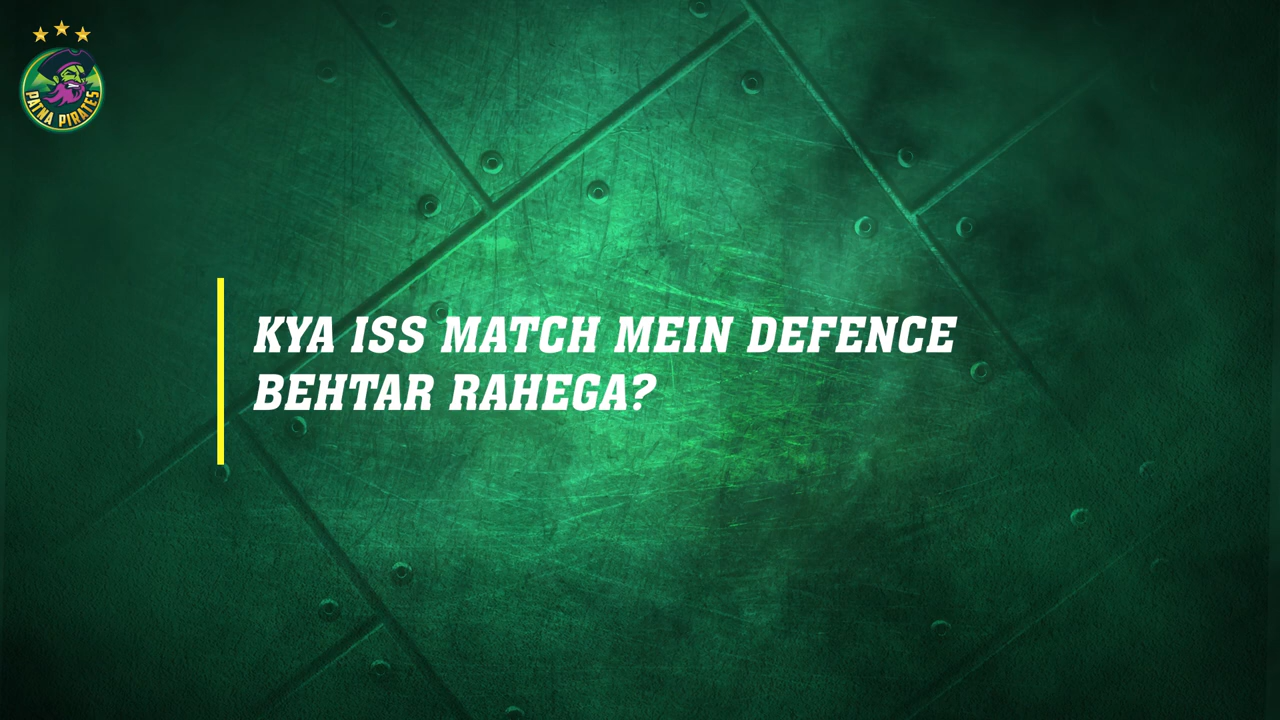 PATNA PIRATES
KYA ISS MATCH MEIN DEFENCE
BEHTAR RAHEGA?